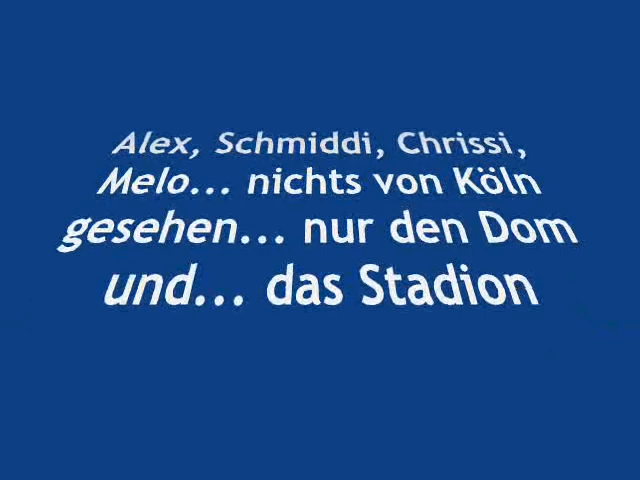 Alex, Schmiddi, Chrissi,
Melo... nichts von Köln
gesehen... nur den Dom
und... das Stadion